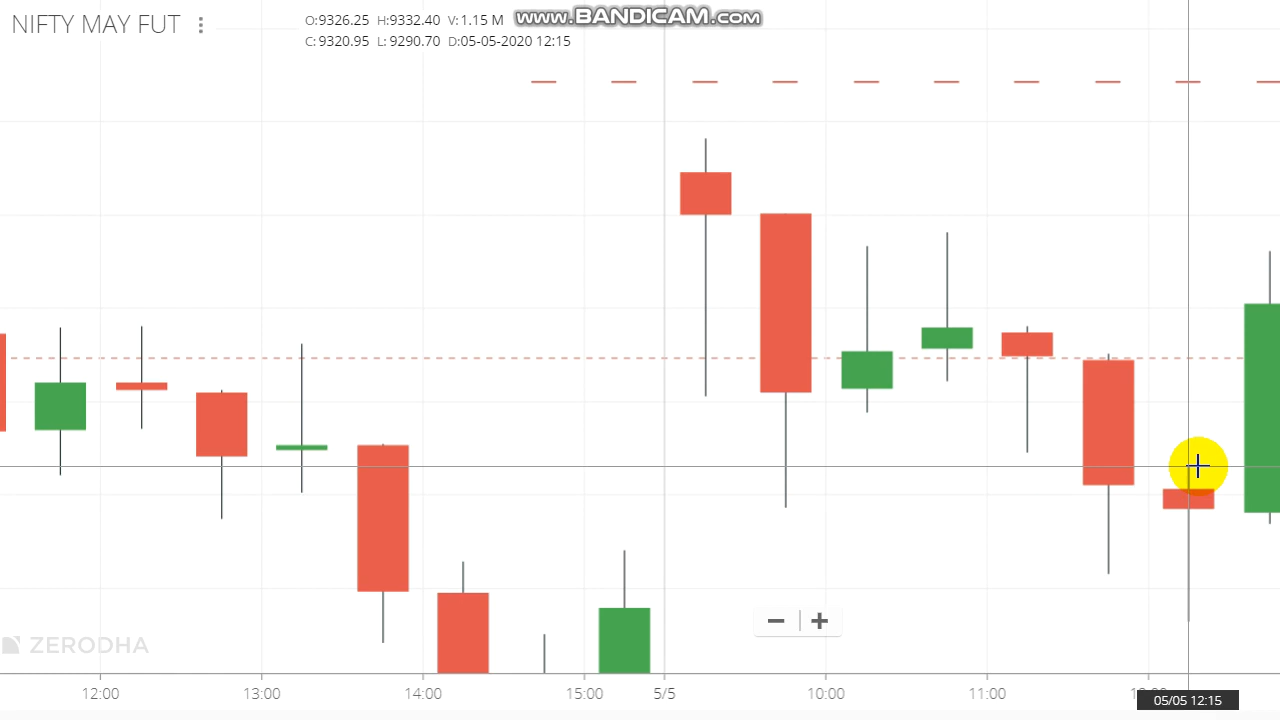 NIFTY MAY FUT
O:9326.25 H:9332.40 V: 1.15 M
C: 9320.95 L: 9290.70 D:05-05-2020 12:15
www.BANDICAM.com
ZERODHA
12:00 13:00 14:00 15:00 5/5 10:00 11:00
05/05 12:15